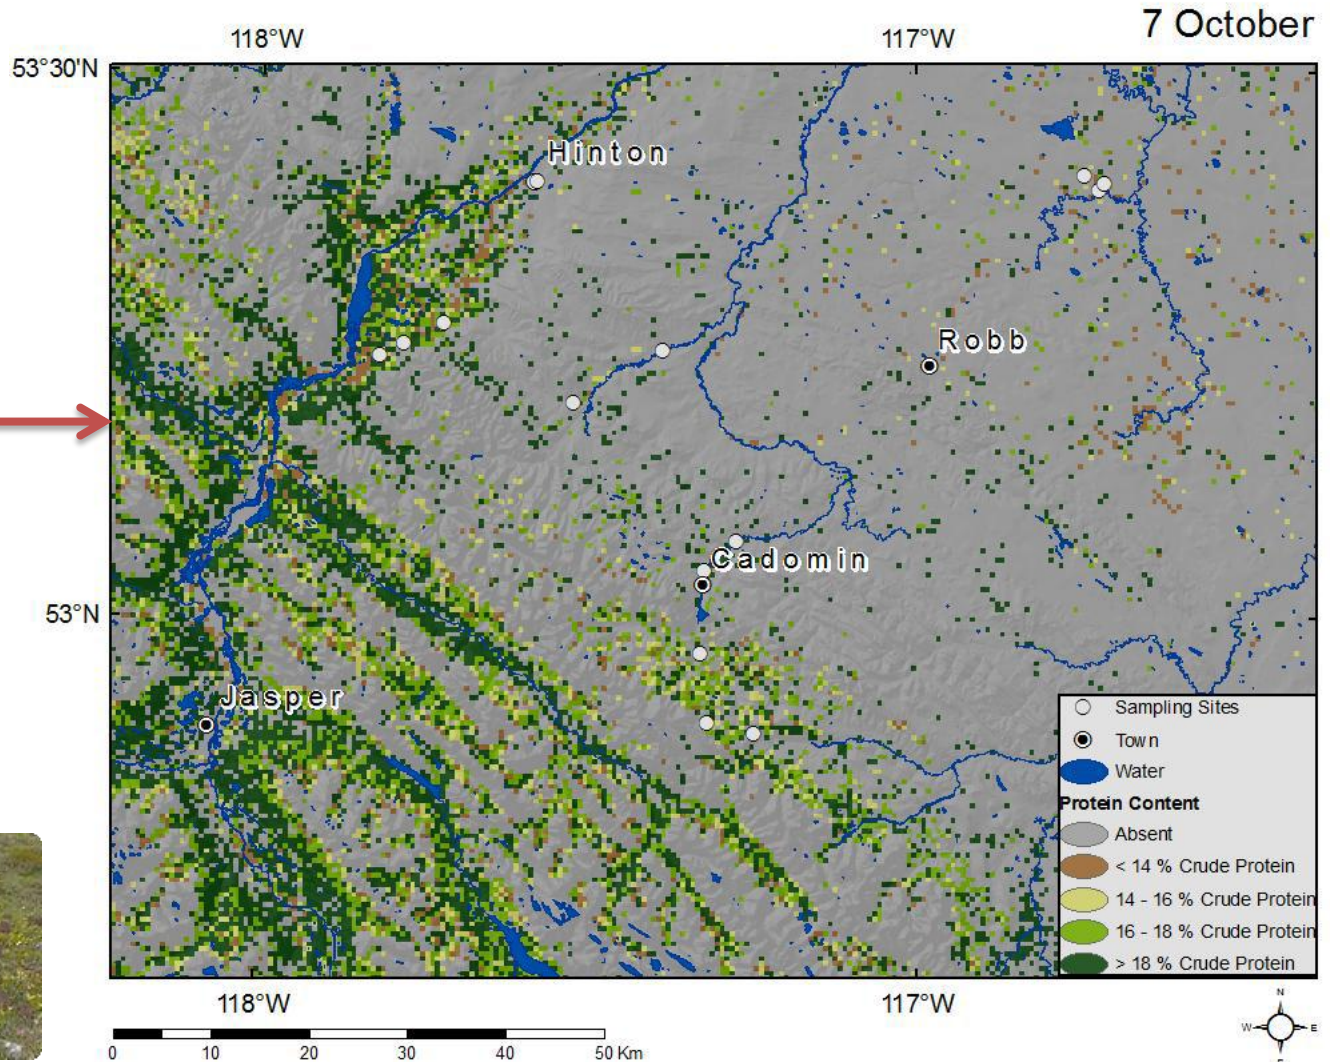 7 October
118°W
117°W
53°30'N
Hinton
Robb
Cadomin
53°N
Jasper
Sampling Sites
Town
Water
Protein Content
Absent
< 14 % Crude Protein
14 - 16 % Crude Protein
16 - 18 % Crude Protein
> 18 % Crude Protein
118°W
117°W
N
W
E
0 10 20 30 40 50 Km